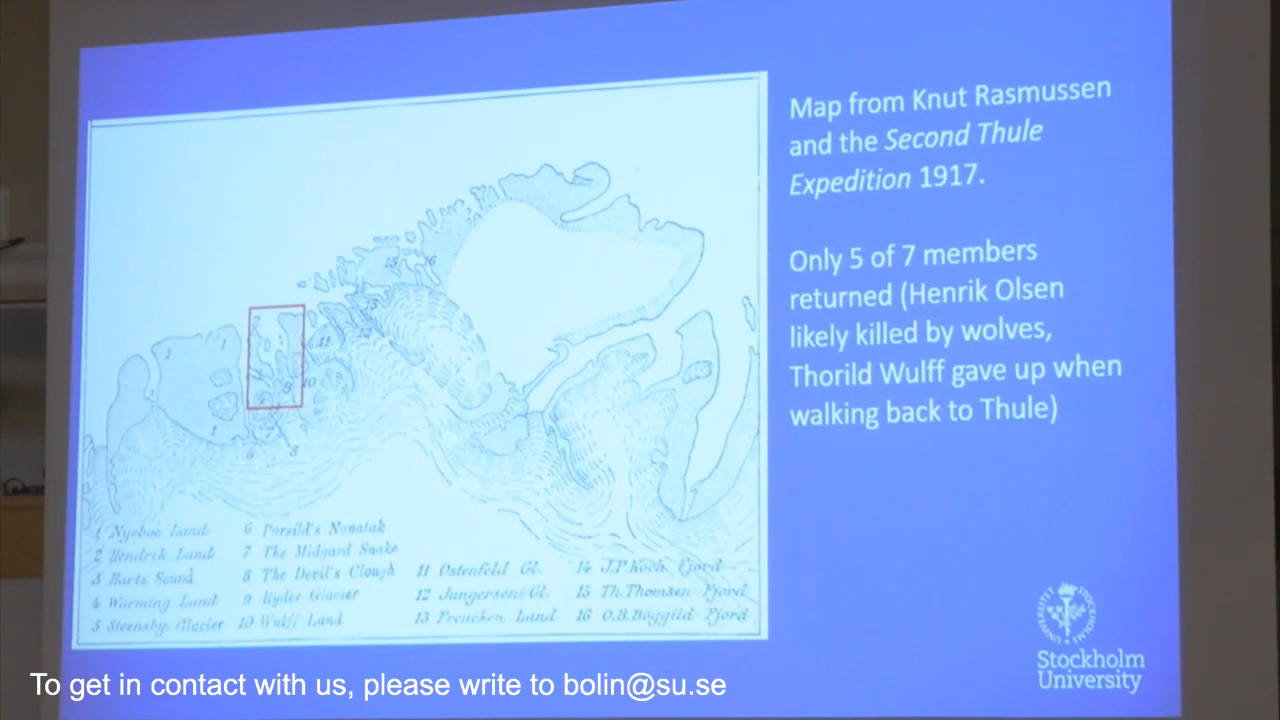 Map from Knut Rasmussen
and the Second Thule
Expedition 1917.
Only 5 of 7 members
returned (Henrik Olsen
likely killed by wolves,
Thorild Wulff gave up when
walking back to Thule)
1 Nyeboe Land
2 Hendrik Land
3 Hartz Sound
4 Warming Land
5 Steensby Glacier
6 Porsild's Nunatak
7 The Midgard Snake
8 The Devil's Clough
9 Ryder Glacier
10 Wulff Land
11 Ostenfeld Gl.
12 Jungersen Gl.
13 Freuchen Land
14 J.P. Koch Fjord
15 Th. Thomsen Fjord
16 O.B. Böggild Fjord
Stockholm
University
To get in contact with us, please write to bolin@su.se